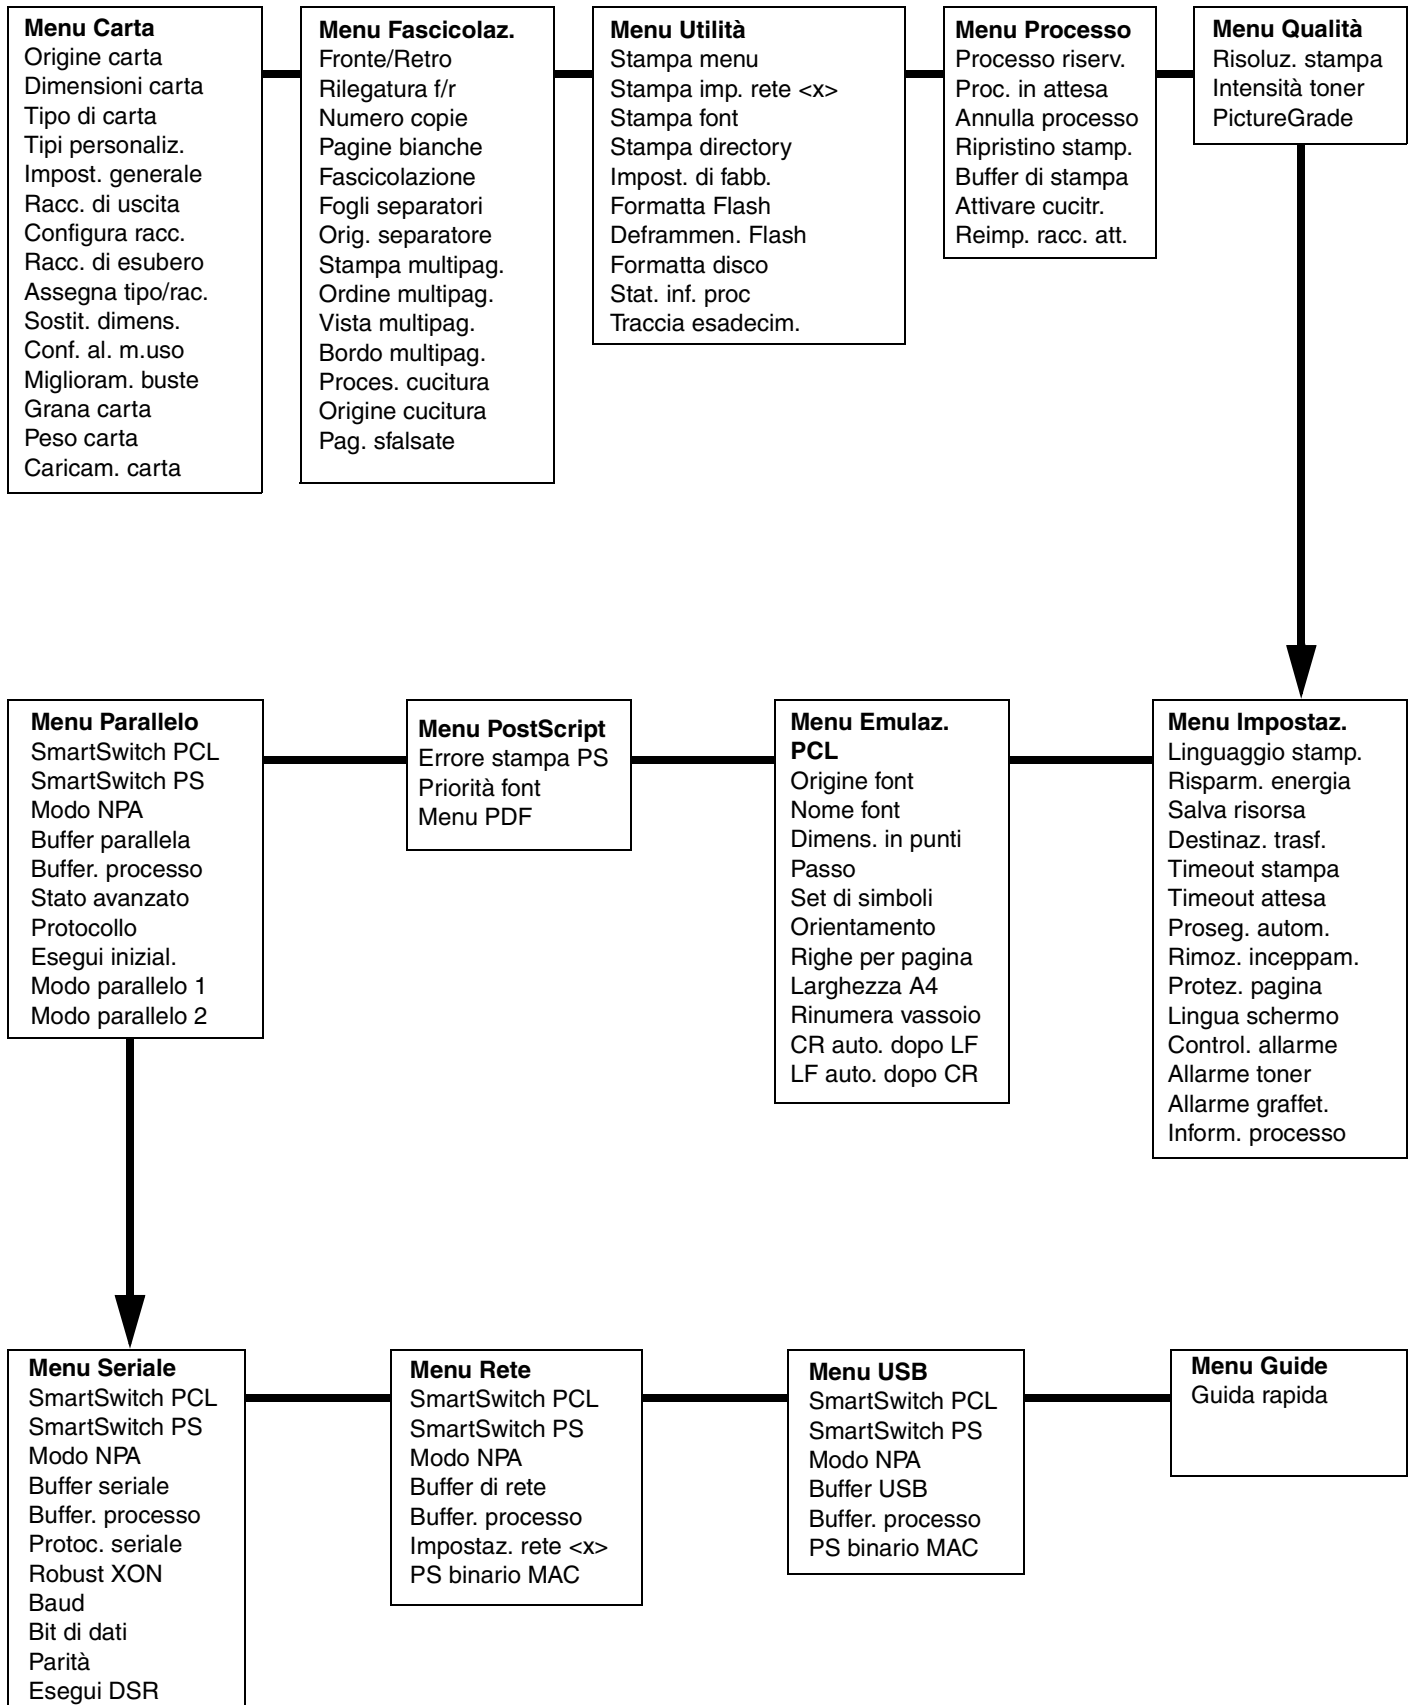 Menu Carta
Origine carta
Dimensioni carta
Tipo di carta
Tipi personaliz.
Impost. generale
Racc. di uscita
Configura racc.
Racc. di esubero
Assegna tipo/rac.
Sostit. dimens.
Conf. al. m.uso
Miglioram. buste
Grana carta
Peso carta
Caricam. carta
Menu Fascicolaz.
Fronte/Retro
Rilegatura f/r
Numero copie
Pagine bianche
Fascicolazione
Fogli separatori
Orig. separatore
Stampa multipag.
Ordine multipag.
Vista multipag.
Bordo multipag.
Proces. cucitura
Origine cucitura
Pag. sfalsate
Menu Utilità
Stampa menu
Stampa imp. rete <x>
Stampa font
Stampa directory
Impost. di fabb.
Formatta Flash
Deframmen. Flash
Formatta disco
Stat. inf. proc
Traccia esadecim.
Menu Processo
Processo riserv.
Proc. in attesa
Annulla processo
Ripristino stamp.
Buffer di stampa
Attivare cucitr.
Reimp. racc. att.
Menu Qualità
Risoluz. stampa
Intensità toner
PictureGrade
Menu Parallelo
SmartSwitch PCL
SmartSwitch PS
Modo NPA
Buffer parallela
Buffer. processo
Stato avanzato
Protocollo
Esegui inizial.
Modo parallelo 1
Modo parallelo 2
Menu PostScript
Errore stampa PS
Priorità font
Menu PDF
Menu Emulaz.
PCL
Origine font
Nome font
Dimens. in punti
Passo
Set di simboli
Orientamento
Righe per pagina
Larghezza A4
Rinumera vassoio
CR auto. dopo LF
LF auto. dopo CR
Menu Impostaz.
Linguaggio stamp.
Risparm. energia
Salva risorsa
Destinaz. trasf.
Timeout stampa
Timeout attesa
Proseg. autom.
Rimoz. inceppam.
Protez. pagina
Lingua schermo
Control. allarme
Allarme toner
Allarme graffet.
Inform. processo
Menu Seriale
SmartSwitch PCL
SmartSwitch PS
Modo NPA
Buffer seriale
Buffer. processo
Protoc. seriale
Robust XON
Baud
Bit di dati
Parità
Esegui DSR
Menu Rete
SmartSwitch PCL
SmartSwitch PS
Modo NPA
Buffer di rete
Buffer. processo
Impostaz. rete <x>
PS binario MAC
Menu USB
SmartSwitch PCL
SmartSwitch PS
Modo NPA
Buffer USB
Buffer. processo
PS binario MAC
Menu Guide
Guida rapida